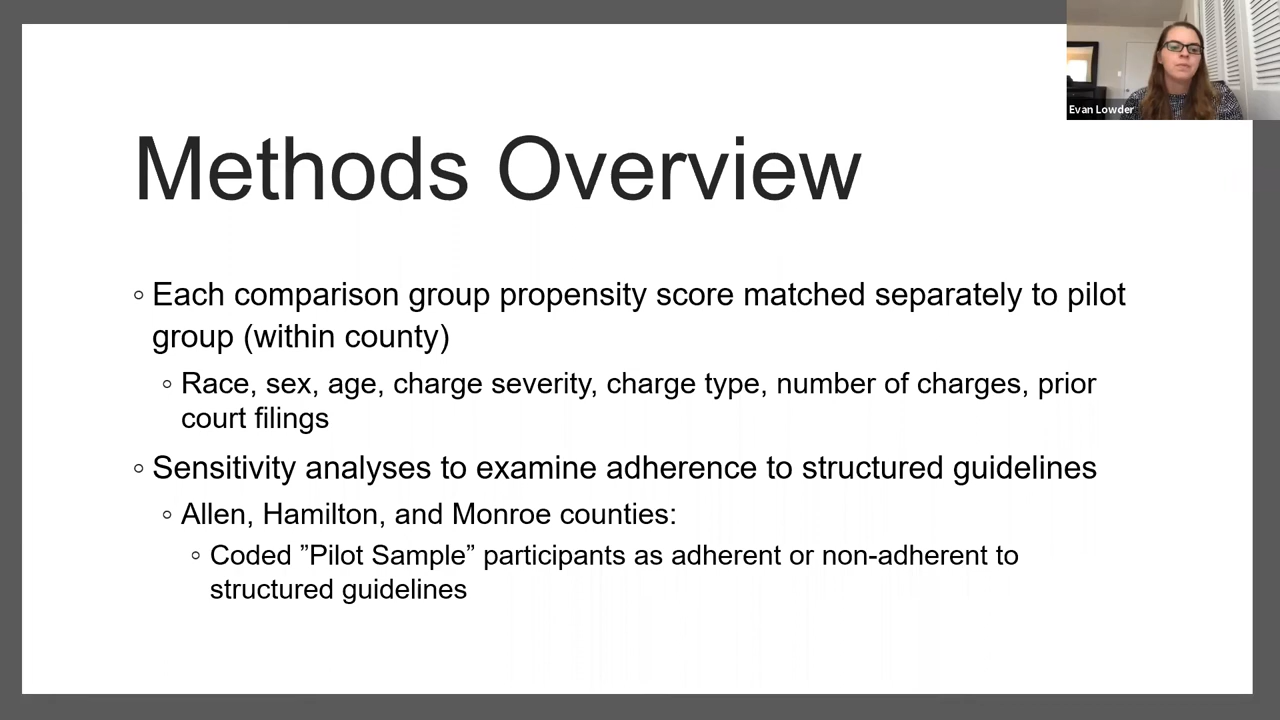 Evan Lowder
Methods Overview
◦ Each comparison group propensity score matched separately to pilot
group (within county)
◦ Race, sex, age, charge severity, charge type, number of charges, prior
court filings
◦ Sensitivity analyses to examine adherence to structured guidelines
◦ Allen, Hamilton, and Monroe counties:
◦ Coded ”Pilot Sample” participants as adherent or non-adherent to
structured guidelines